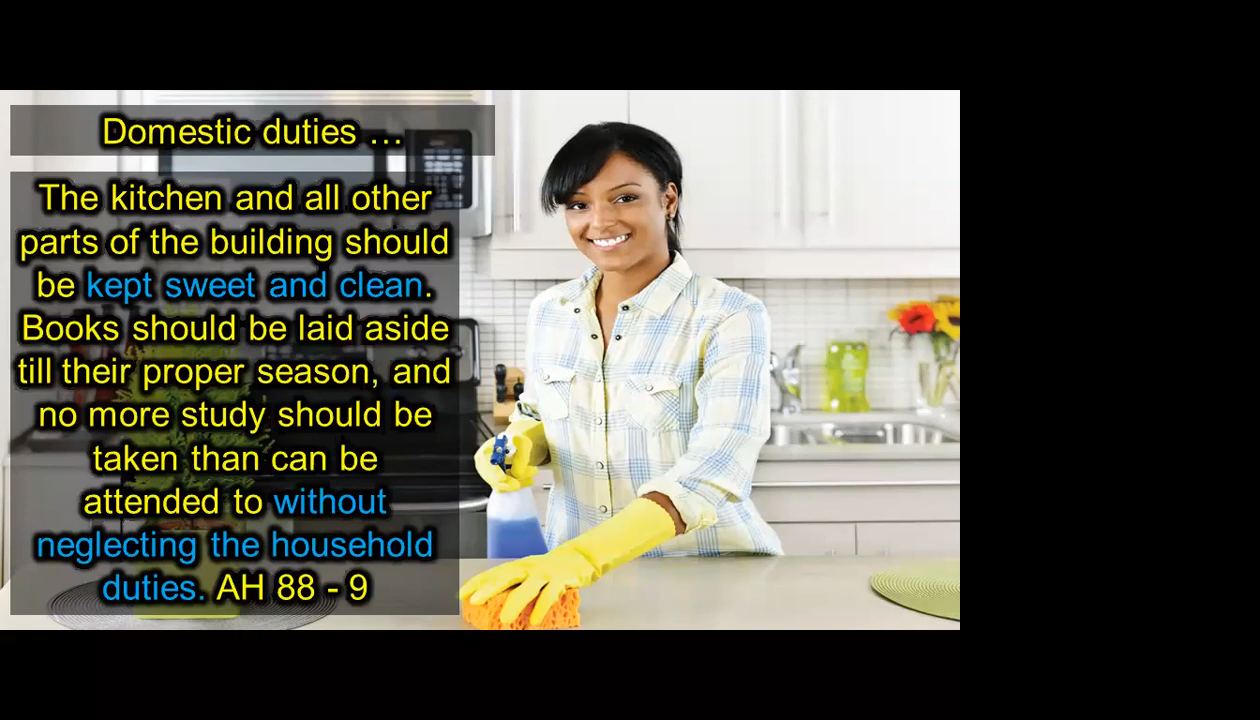 Domestic duties …
The kitchen and all other
parts of the building should
be kept sweet and clean.
Books should be laid aside
till their proper season, and
no more study should be
taken than can be
attended to without
neglecting the household
duties. AH 88 - 9